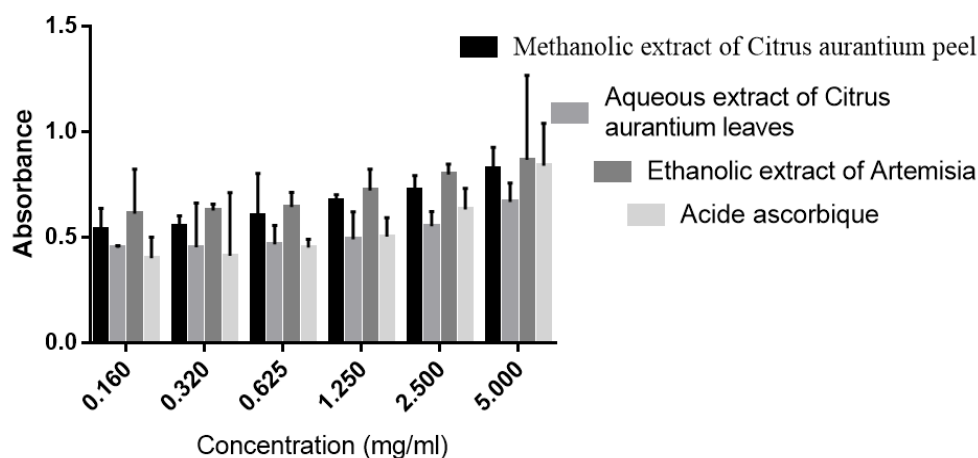 1.5
1.0
0.5
0.0
Absorbance
Methanolic extract of Citrus aurantium peel
Aqueous extract of Citrus
aurantium leaves
Ethanolic extract of Artemisia
Acide ascorbique
0.160
0.320
0.625
1.250
2.500
5.000
Concentration (mg/ml)